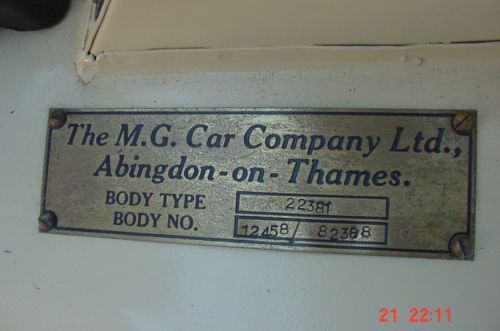 The M.G. Car Company Ltd.,
Abingdon-on-Thames.
BODY TYPE 22381
BODY NO. 12458/ 82368
21 22:11